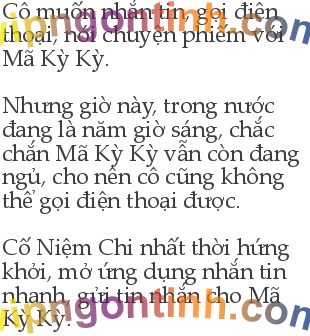 Cô muốn nhắn tin, gọi điện
thoại, nói chuyện phiếm với
Mã Kỳ Kỳ.
Nhưng giờ này, trong nước
đang là năm giờ sáng, chắc
chắn Mã Kỳ Kỳ vẫn còn đang
ngủ, cho nên cô cũng không
thể gọi điện thoại được.
Cố Niệm Chi nhất thời hứng
khởi, mở ứng dụng nhắn tin
nhanh, gửi tin nhắn cho Mã
Kỳ Kỳ: